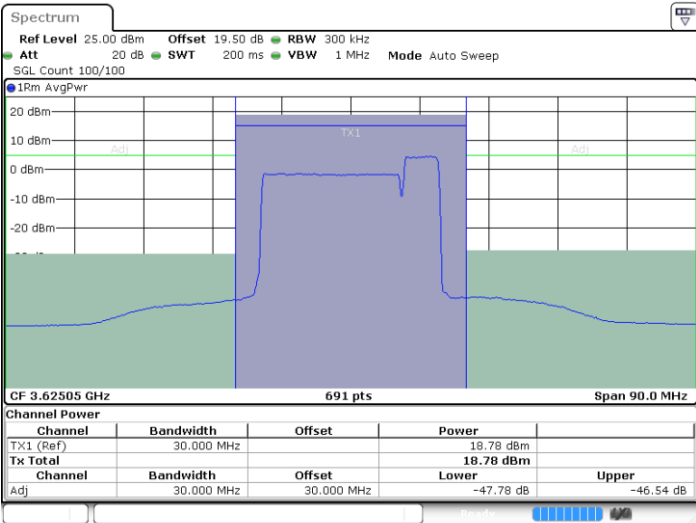 Spectrum
Ref Level 25.00 dBm Offset 19.50 dB RBW 300 kHz
Att 20 dB SWT 200 ms VBW 1 MHz Mode Auto Sweep
SGL Count 100/100
1Rm AvgPwr
20 dBm
TX1
10 dBm
Adj Adj
0 dBm
-10 dBm
-20 dBm
CF 3.62505 GHz 691 pts Span 90.0 MHz
Channel Power
Channel Bandwidth Offset Power
TX1 (Ref) 30.000 MHz 18.78 dBm
Tx Total 18.78 dBm
Channel Bandwidth Offset Lower Upper
Adj 30.000 MHz 30.000 MHz -47.78 dB -46.54 dB
Ready